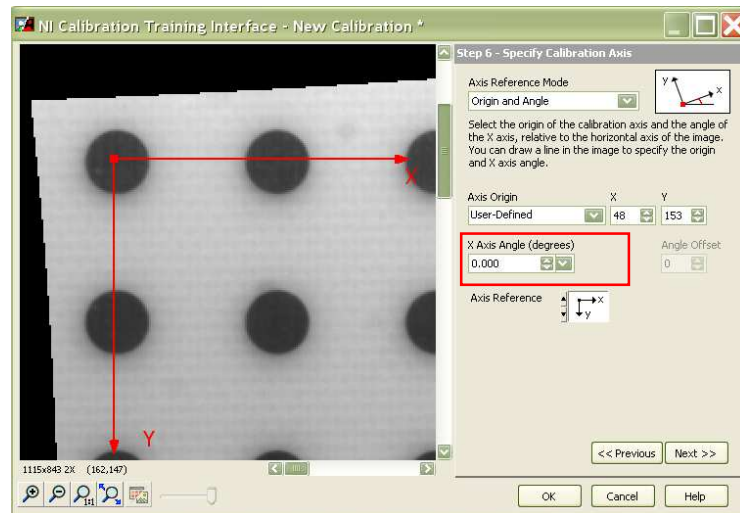 NI Calibration Training Interface - New Calibration *
Step 6 - Specify Calibration Axis
Axis Reference Mode
Origin and Angle
y
x
Select the origin of the calibration axis and the angle of
the X axis, relative to the horizontal axis of the image.
You can draw a line in the image to specify the origin
and X axis angle.
Axis Origin X Y
User-Defined 48 153
X Axis Angle (degrees) Angle Offset
0.000 0
Axis Reference x
y
X
Y
<< Previous Next >>
1115x843 2X (162,147)
1:1
OK Cancel Help